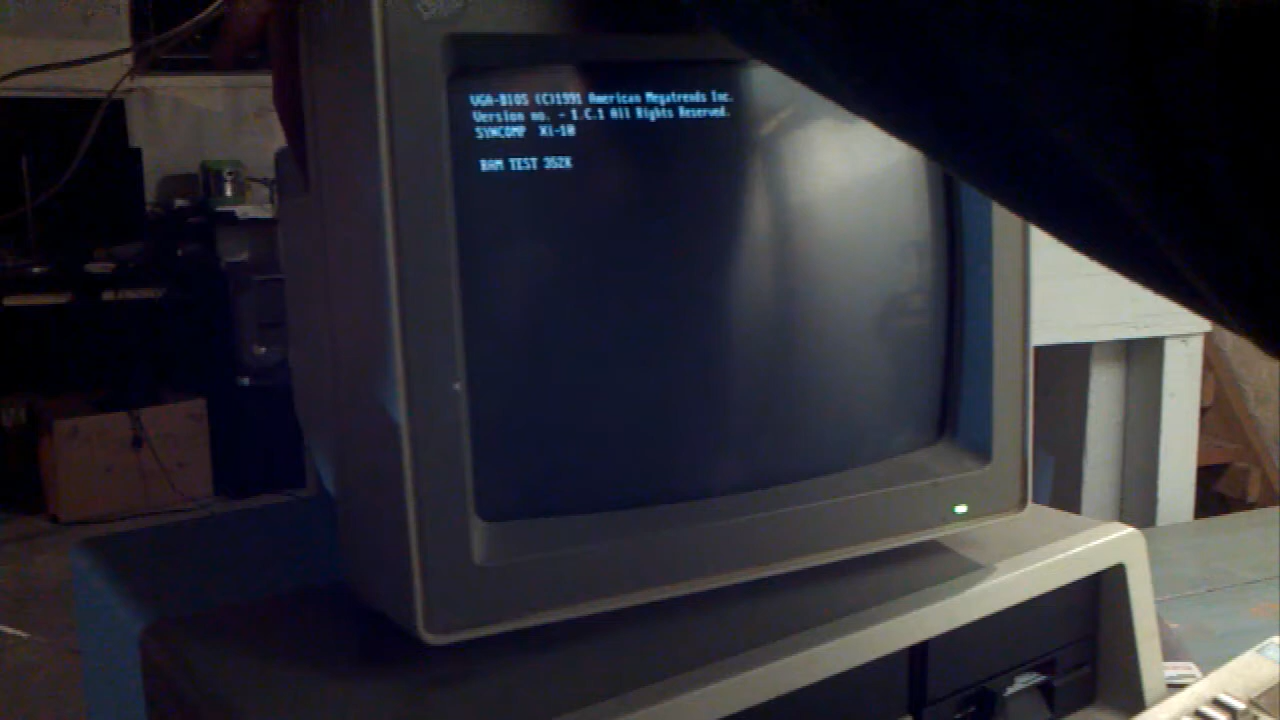 VGA-BIOS (C)1991 American Megatrends Inc.
Version no. - 1.C.1 All Rights Reserved.
SYNCOMP XL-10
RAM TEST 352K